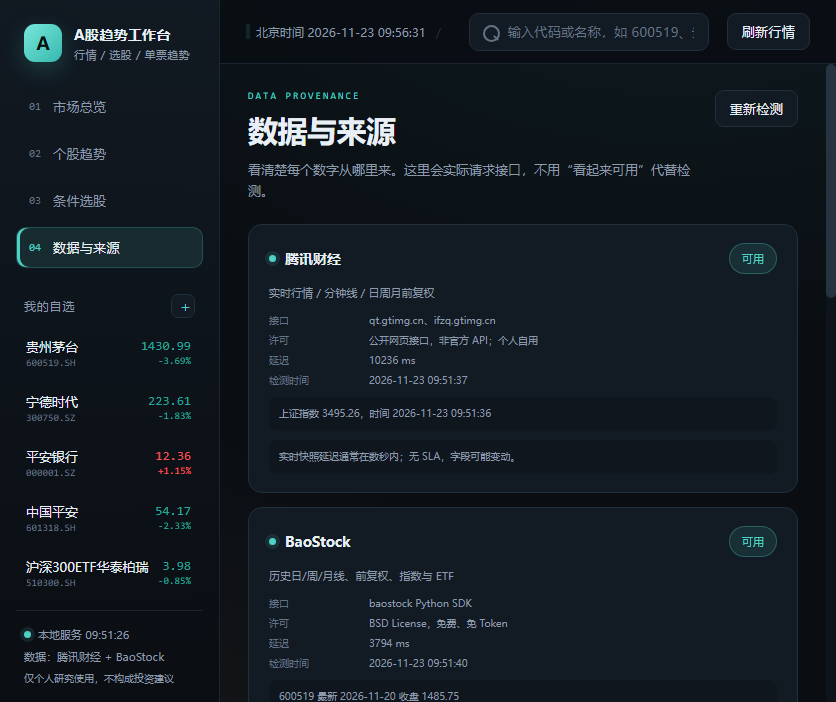 A
A股趋势工作台
行情 / 选股 / 单票趋势
01 市场总览
02 个股趋势
03 条件选股
04 数据与来源
我的自选 +
贵州茅台 1430.99
600519.SH -3.69%
宁德时代 223.61
300750.SZ -1.83%
平安银行 12.36
000001.SZ +1.15%
中国平安 54.17
601318.SH -2.33%
沪深300ETF华泰柏瑞 3.98
510300.SH -0.85%
本地服务 09:51:26
数据：腾讯财经 + BaoStock
仅个人研究使用，不构成投资建议
北京时间 2026-11-23 09:56:31 /
输入代码或名称，如 600519、
刷新行情
DATA PROVENANCE
数据与来源
重新检测
看清楚每个数字从哪里来。这里会实际请求接口，不用“看起来可用”代替检
测。
腾讯财经 可用
实时行情 / 分钟线 / 日周月前复权
接口 qt.gtimg.cn、ifzq.gtimg.cn
许可 公开网页接口，非官方 API；个人自用
延迟 10236 ms
检测时间 2026-11-23 09:51:37
上证指数 3495.26，时间 2026-11-23 09:51:36
实时快照延迟通常在数秒内；无 SLA，字段可能变动。
BaoStock 可用
历史日/周/月线、前复权、指数与 ETF
接口 baostock Python SDK
许可 BSD License，免费、免 Token
延迟 3794 ms
检测时间 2026-11-23 09:51:40
600519 最新 2026-11-20 收盘 1485.75